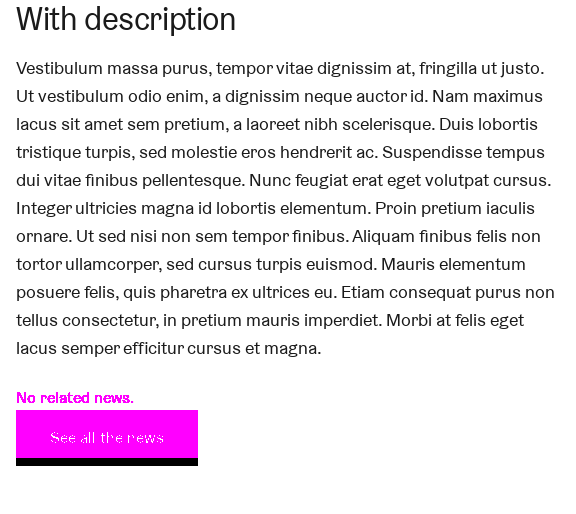 With description
Vestibulum massa purus, tempor vitae dignissim at, fringilla ut justo.
Ut vestibulum odio enim, a dignissim neque auctor id. Nam maximus
lacus sit amet sem pretium, a laoreet nibh scelerisque. Duis lobortis
tristique turpis, sed molestie eros hendrerit ac. Suspendisse tempus
dui vitae finibus pellentesque. Nunc feugiat erat eget volutpat cursus.
Integer ultricies magna id lobortis elementum. Proin pretium iaculis
ornare. Ut sed nisi non sem tempor finibus. Aliquam finibus felis non
tortor ullamcorper, sed cursus turpis euismod. Mauris elementum
posuere felis, quis pharetra ex ultrices eu. Etiam consequat purus non
tellus consectetur, in pretium mauris imperdiet. Morbi at felis eget
lacus semper efficitur cursus et magna.
No related news.
See all the news